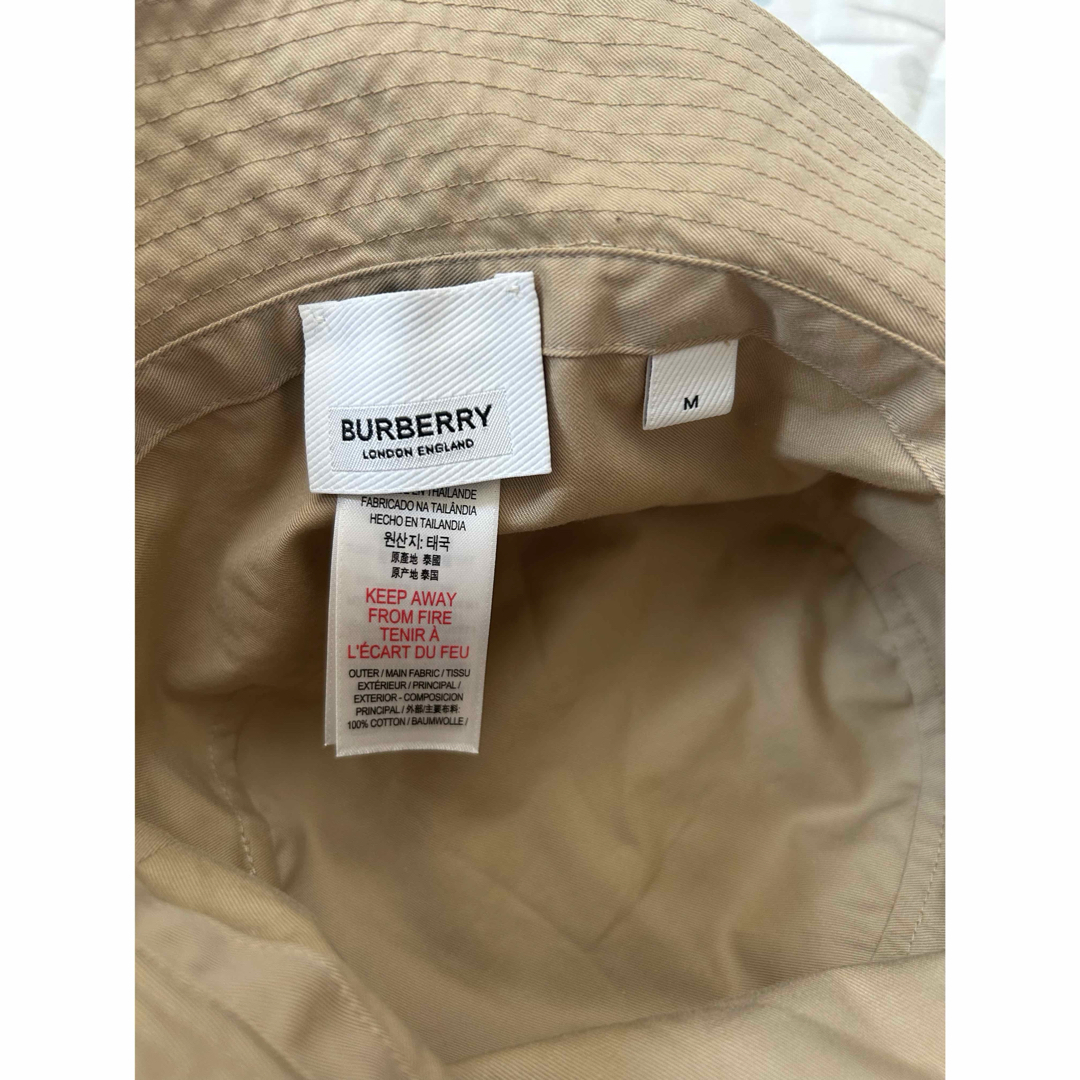 BURBERRY
LONDON ENGLAND
M
EN THAÏLANDE
FABRICADO NA TAILÂNDIA
HECHO EN TAILANDIA
원산지: 태국
原產地 泰國
原产地 泰国
KEEP AWAY
FROM FIRE
TENIR À
L'ÉCART DU FEU
OUTER / MAIN FABRIC / TISSU
EXTÉRIEUR / PRINCIPAL /
EXTERIOR - COMPOSICION
PRINCIPAL / 外部/主要布料:
100% COTTON / BAUMWOLLE /